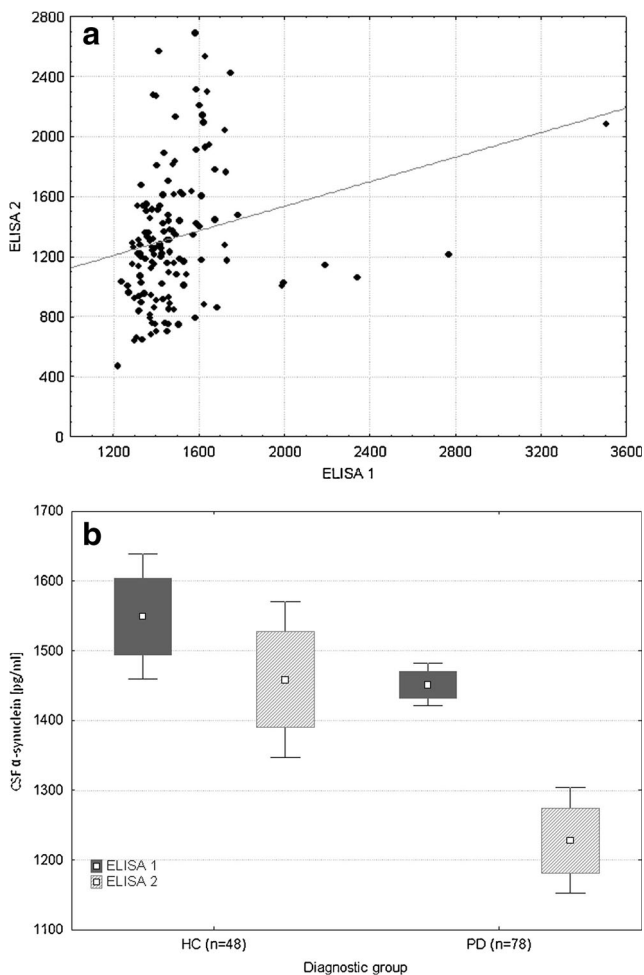 a
2800
2400
2000
1600
1200
800
400
0
ELISA 2
1200 1600 2000 2400 2800 3200 3600
ELISA 1
b
1700
1600
1500
1400
1300
1200
1100
CSF α-synuclein [pg/ml]
ELISA 1
ELISA 2
HC (n=48) PD (n=78)
Diagnostic group